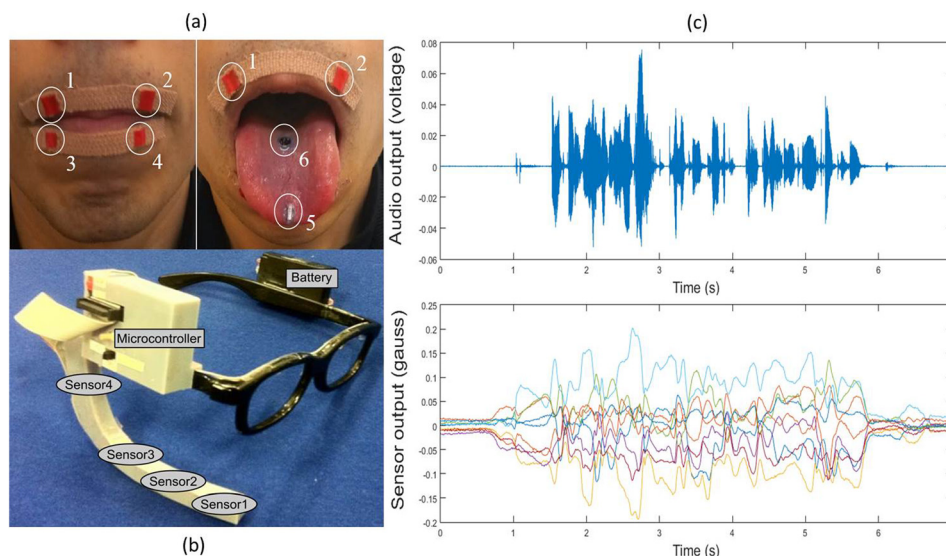 (a)
1
2
3
4
1
2
6
5
Battery
Microcontroller
Sensor4
Sensor3
Sensor2
Sensor1
(b)
(c)
Audio output (voltage)
0.08
0.06
0.04
0.02
0
-0.02
-0.04
-0.06
0 1 2 3 4 5 6
Time (s)
Sensor output (gauss)
0.25
0.2
0.15
0.1
0.05
0
-0.05
-0.1
-0.15
-0.2
0 1 2 3 4 5 6
Time (s)